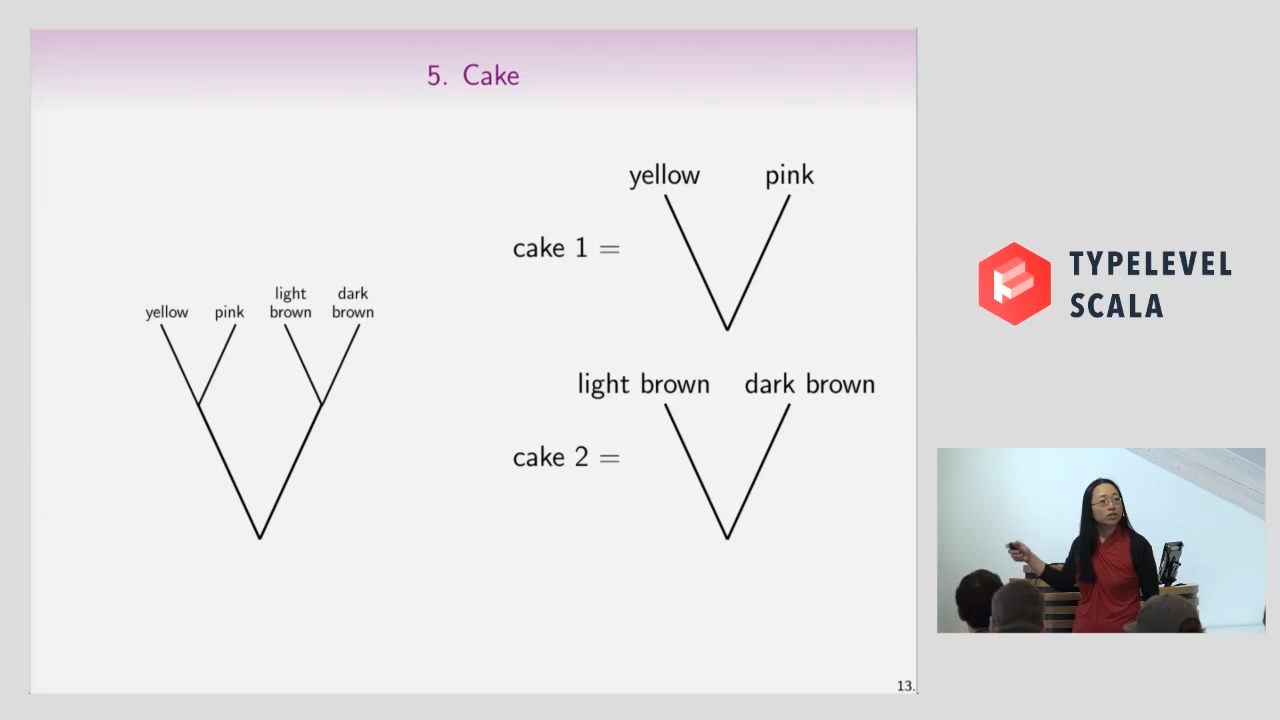 5. Cake
yellow pink
cake 1 =
light brown dark brown
cake 2 =
yellow pink light brown dark brown
13.
TYPELEVEL
SCALA